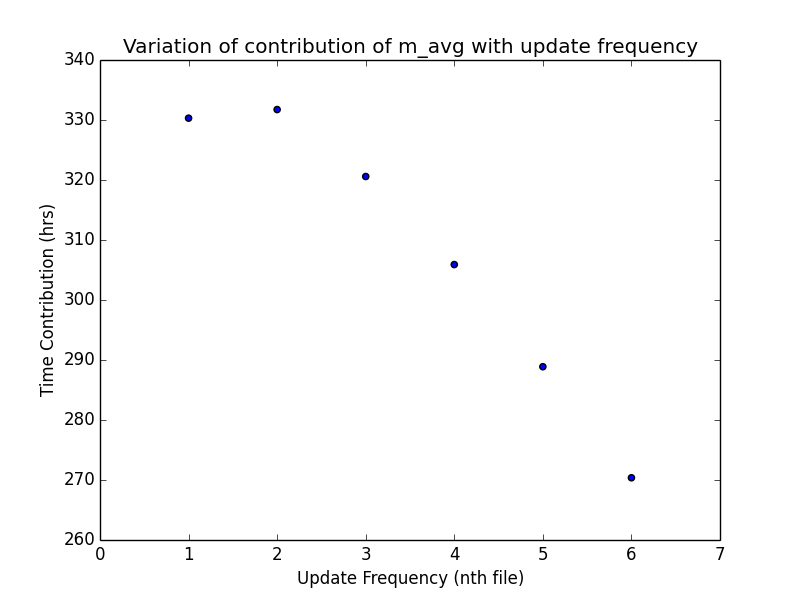 Variation of contribution of m_avg with update frequency
340
330
320
310
300
290
280
270
260
Time Contribution (hrs)
0 1 2 3 4 5 6 7
Update Frequency (nth file)